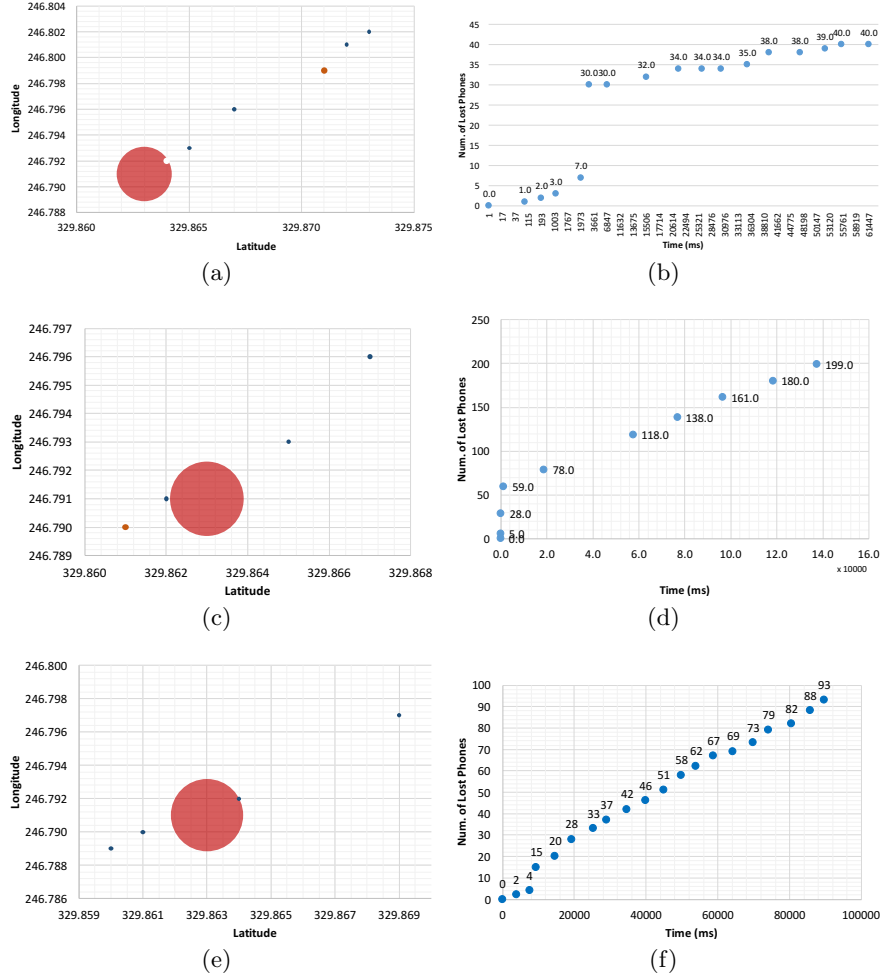 246.804
246.802
246.800
246.798
246.796
246.794
246.792
246.790
246.788
Longitude
329.860 329.865 329.870 329.875
Latitude
(a)
45
40
35
30
25
20
15
10
5
0
Num. of Lost Phones
0.0 1.0 2.0 3.0 7.0 30.0 30.0 32.0 34.0 34.0 34.0 35.0 38.0 38.0 39.0 40.0 40.0
1 17 37 115 193 1003 1767 1973 3661 6847 11632 13675 15506 17714 20614 22494 25321 28476 30976 33113 36304 38810 41662 44775 48198 50147 53120 55761 58919 61447
Time (ms)
(b)
246.797
246.796
246.795
246.794
246.793
246.792
246.791
246.790
246.789
Longitude
329.860 329.862 329.864 329.866 329.868
Latitude
(c)
250
200
150
100
50
0
Num. of Lost Phones
0.0 5.0 28.0 59.0 78.0 118.0 138.0 161.0 180.0 199.0
0.0 2.0 4.0 6.0 8.0 10.0 12.0 14.0 16.0
x 10000
Time (ms)
(d)
246.800
246.798
246.796
246.794
246.792
246.790
246.788
246.786
Longitude
329.859 329.861 329.863 329.865 329.867 329.869
Latitude
(e)
100
90
80
70
60
50
40
30
20
10
0
Num. of Lost Phones
0 2 4 15 20 28 33 37 42 46 51 58 62 67 69 73 79 82 88 93
0 20000 40000 60000 80000 100000
Time (ms)
(f)